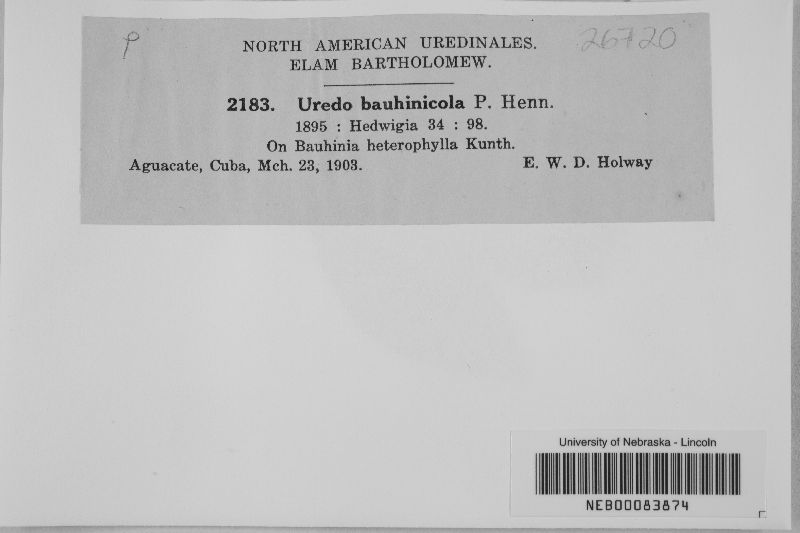 P 26720
NORTH AMERICAN UREDINALES.
ELAM BARTHOLOMEW.
2183. Uredo bauhinicola P. Henn.
1895 : Hedwigia 34 : 98.
On Bauhinia heterophylla Kunth.
Aguacate, Cuba, Mch. 23, 1903. E. W. D. Holway
University of Nebraska - Lincoln
NEB00083874